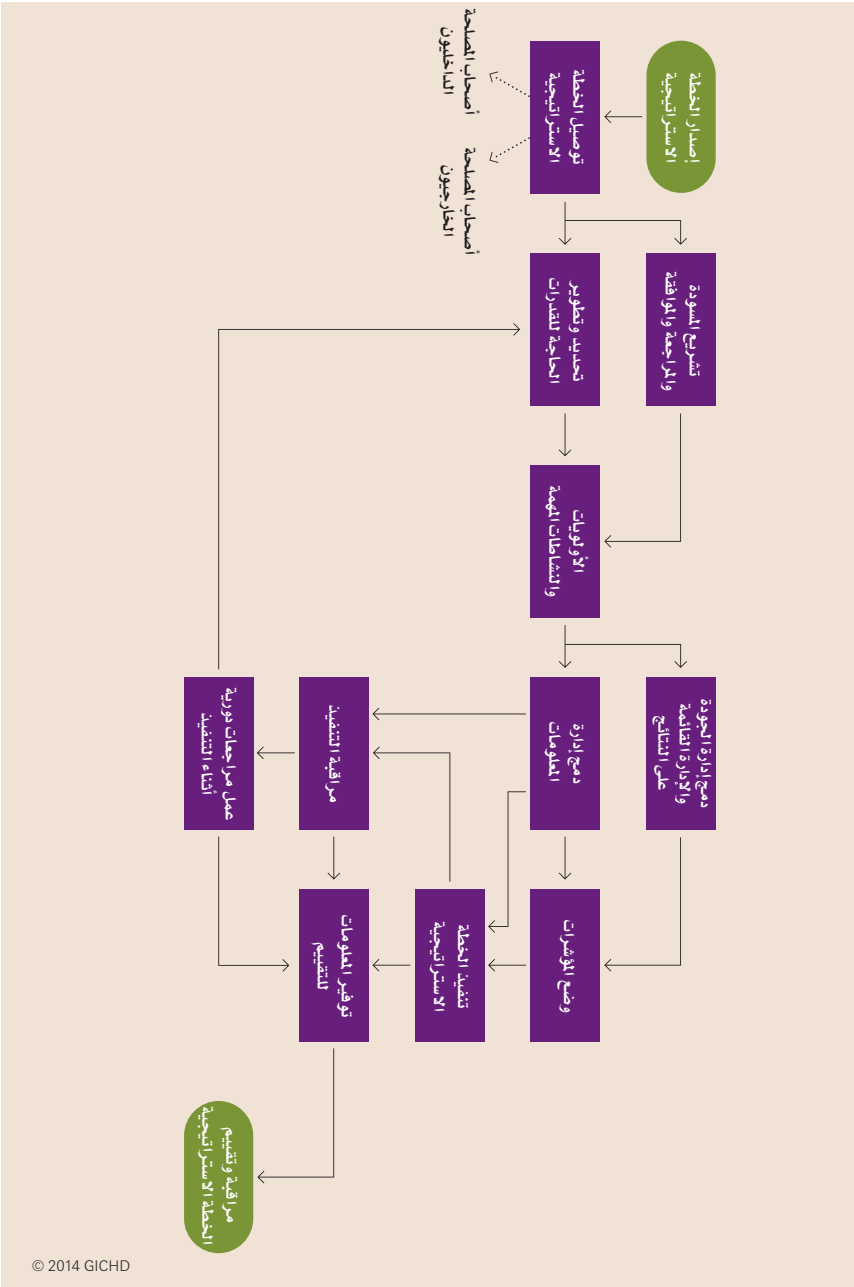 إصدار الخطة
الاستراتيجية
توصيل الخطة
الاستراتيجية
أصحاب المصلحة
الداخليون
أصحاب المصلحة
الخارجيون
تشريع المسودة
والمراجعة والموافقة
تحديد وتطوير
الحاجة للقدرات
الأولويات
والنشاطات المهمة
دمج إدارة الجودة
والإدارة القائمة
على النتائج
دمج إدارة
المعلومات
مراقبة التنفيذ
عمل مراجعات دورية
أثناء التنفيذ
وضع المؤشرات
تنفيذ الخطة
الاستراتيجية
توفير المعلومات
للتقييم
مراقبة وتقييم
الخطة الاستراتيجية
© 2014 GICHD